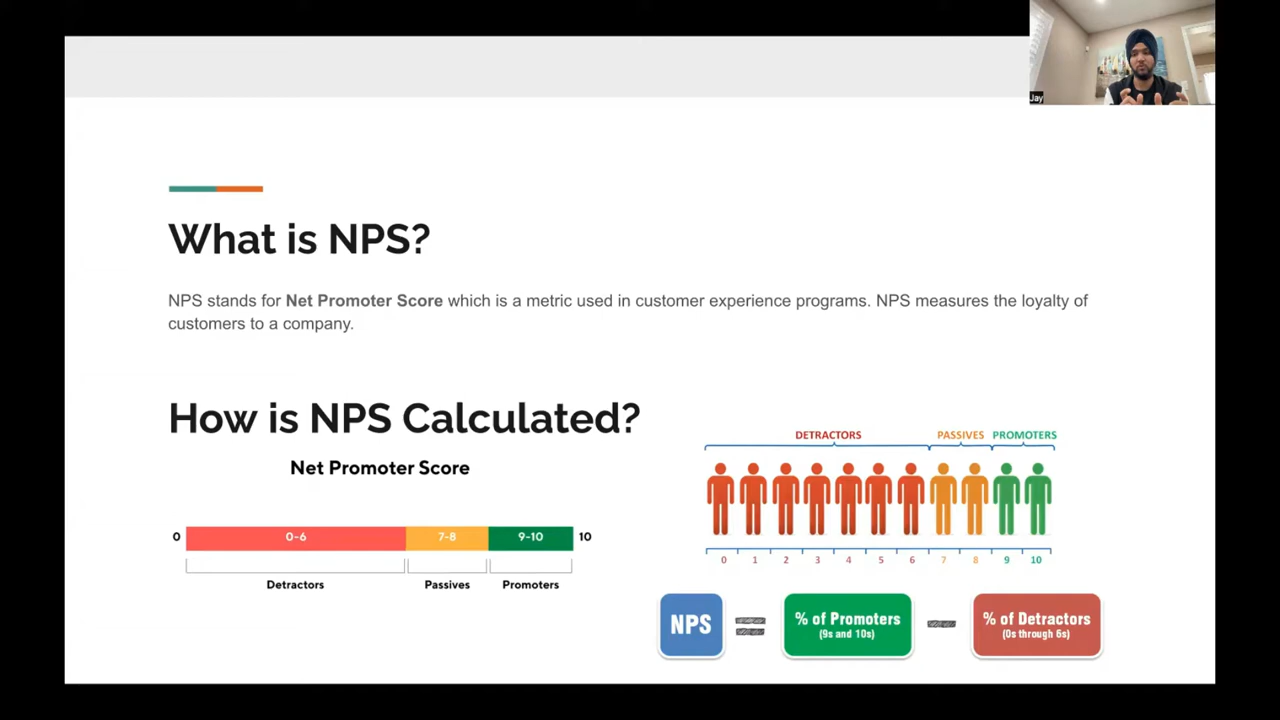 Jay
What is NPS?
NPS stands for Net Promoter Score which is a metric used in customer experience programs. NPS measures the loyalty of
customers to a company.
How is NPS Calculated?
Net Promoter Score
0 0-6 7-8 9-10 10
Detractors Passives Promoters
DETRACTORS PASSIVES PROMOTERS
0 1 2 3 4 5 6 7 8 9 10
NPS = % of Promoters - % of Detractors
(9s and 10s) (0s through 6s)